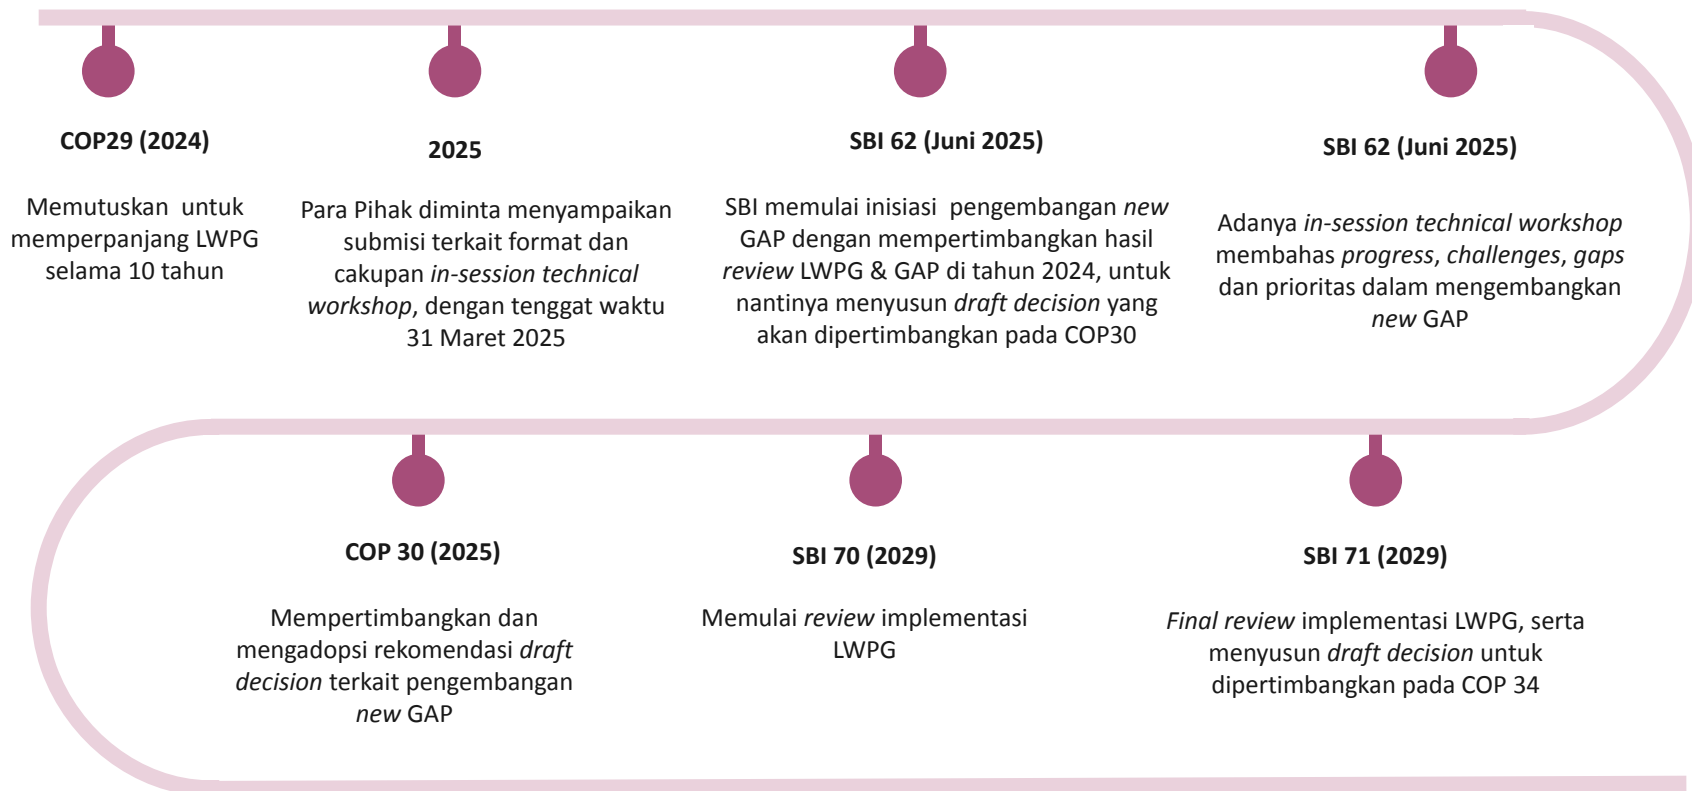 COP29 (2024)
Memutuskan untuk
memperpanjang LWPG
selama 10 tahun
2025
Para Pihak diminta menyampaikan
submisi terkait format dan
cakupan in-session technical
workshop, dengan tenggat waktu
31 Maret 2025
SBI 62 (Juni 2025)
SBI memulai inisiasi pengembangan new
GAP dengan mempertimbangkan hasil
review LWPG & GAP di tahun 2024, untuk
nantinya menyusun draft decision yang
akan dipertimbangkan pada COP30
SBI 62 (Juni 2025)
Adanya in-session technical workshop
membahas progress, challenges, gaps
dan prioritas dalam mengembangkan
new GAP
COP 30 (2025)
Mempertimbangkan dan
mengadopsi rekomendasi draft
decision terkait pengembangan
new GAP
SBI 70 (2029)
Memulai review implementasi
LWPG
SBI 71 (2029)
Final review implementasi LWPG, serta
menyusun draft decision untuk
dipertimbangkan pada COP 34